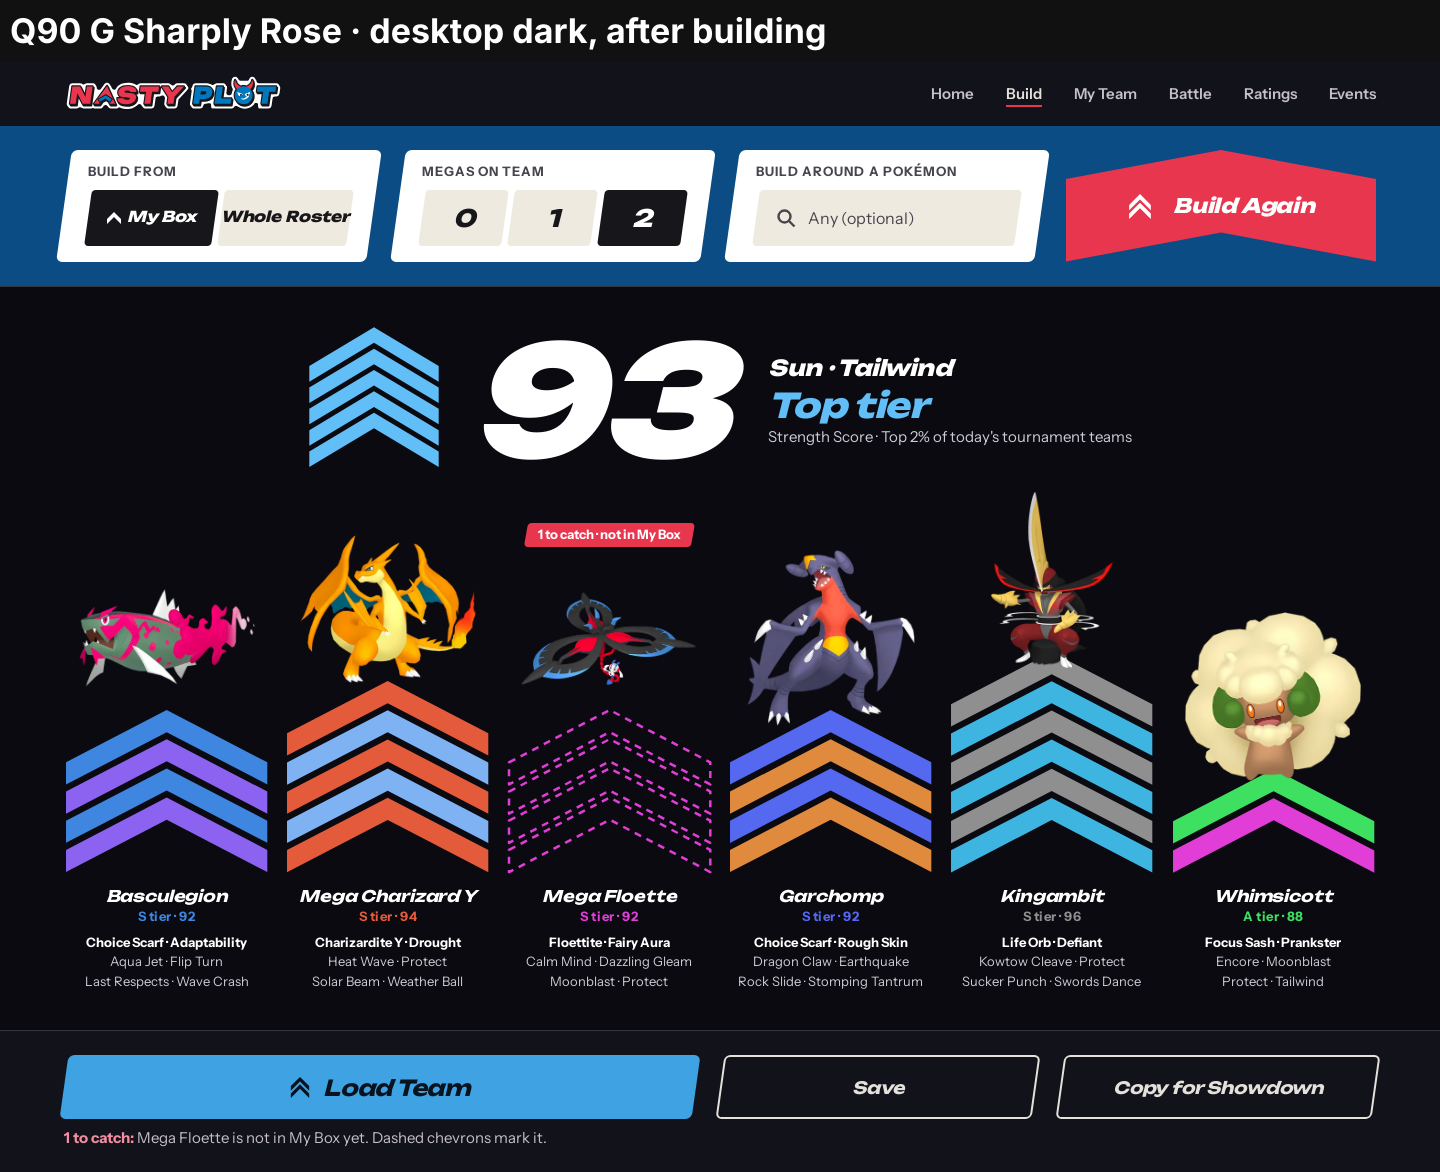 Q90 G Sharply Rose · desktop dark, after building
NASTY PLOT
Home Build My Team Battle Ratings Events
BUILD FROM
My Box Whole Roster
MEGAS ON TEAM
0 1 2
BUILD AROUND A POKÉMON
Any (optional)
Build Again
93
Sun · Tailwind
Top tier
Strength Score · Top 2% of today's tournament teams
1 to catch · not in My Box
Basculegion
S tier · 92
Choice Scarf · Adaptability
Aqua Jet · Flip Turn
Last Respects · Wave Crash
Mega Charizard Y
S tier · 94
Charizardite Y · Drought
Heat Wave · Protect
Solar Beam · Weather Ball
Mega Floette
S tier · 92
Floettite · Fairy Aura
Calm Mind · Dazzling Gleam
Moonblast · Protect
Garchomp
S tier · 92
Choice Scarf · Rough Skin
Dragon Claw · Earthquake
Rock Slide · Stomping Tantrum
Kingambit
S tier · 96
Life Orb · Defiant
Kowtow Cleave · Protect
Sucker Punch · Swords Dance
Whimsicott
A tier · 88
Focus Sash · Prankster
Encore · Moonblast
Protect · Tailwind
Load Team
Save
Copy for Showdown
1 to catch: Mega Floette is not in My Box yet. Dashed chevrons mark it.